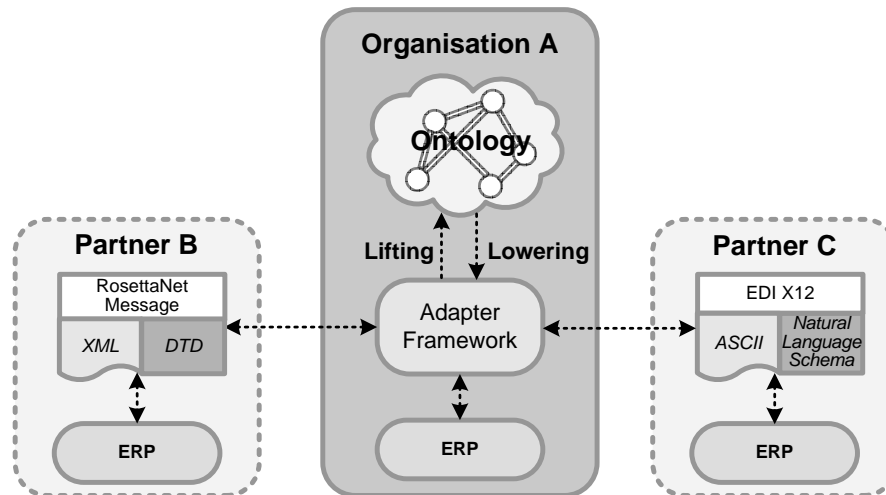 Organisation A
Ontology
Lifting
Lowering
Adapter
Framework
ERP
Partner B
RosettaNet
Message
XML
DTD
ERP
Partner C
EDI X12
ASCII
Natural
Language
Schema
ERP